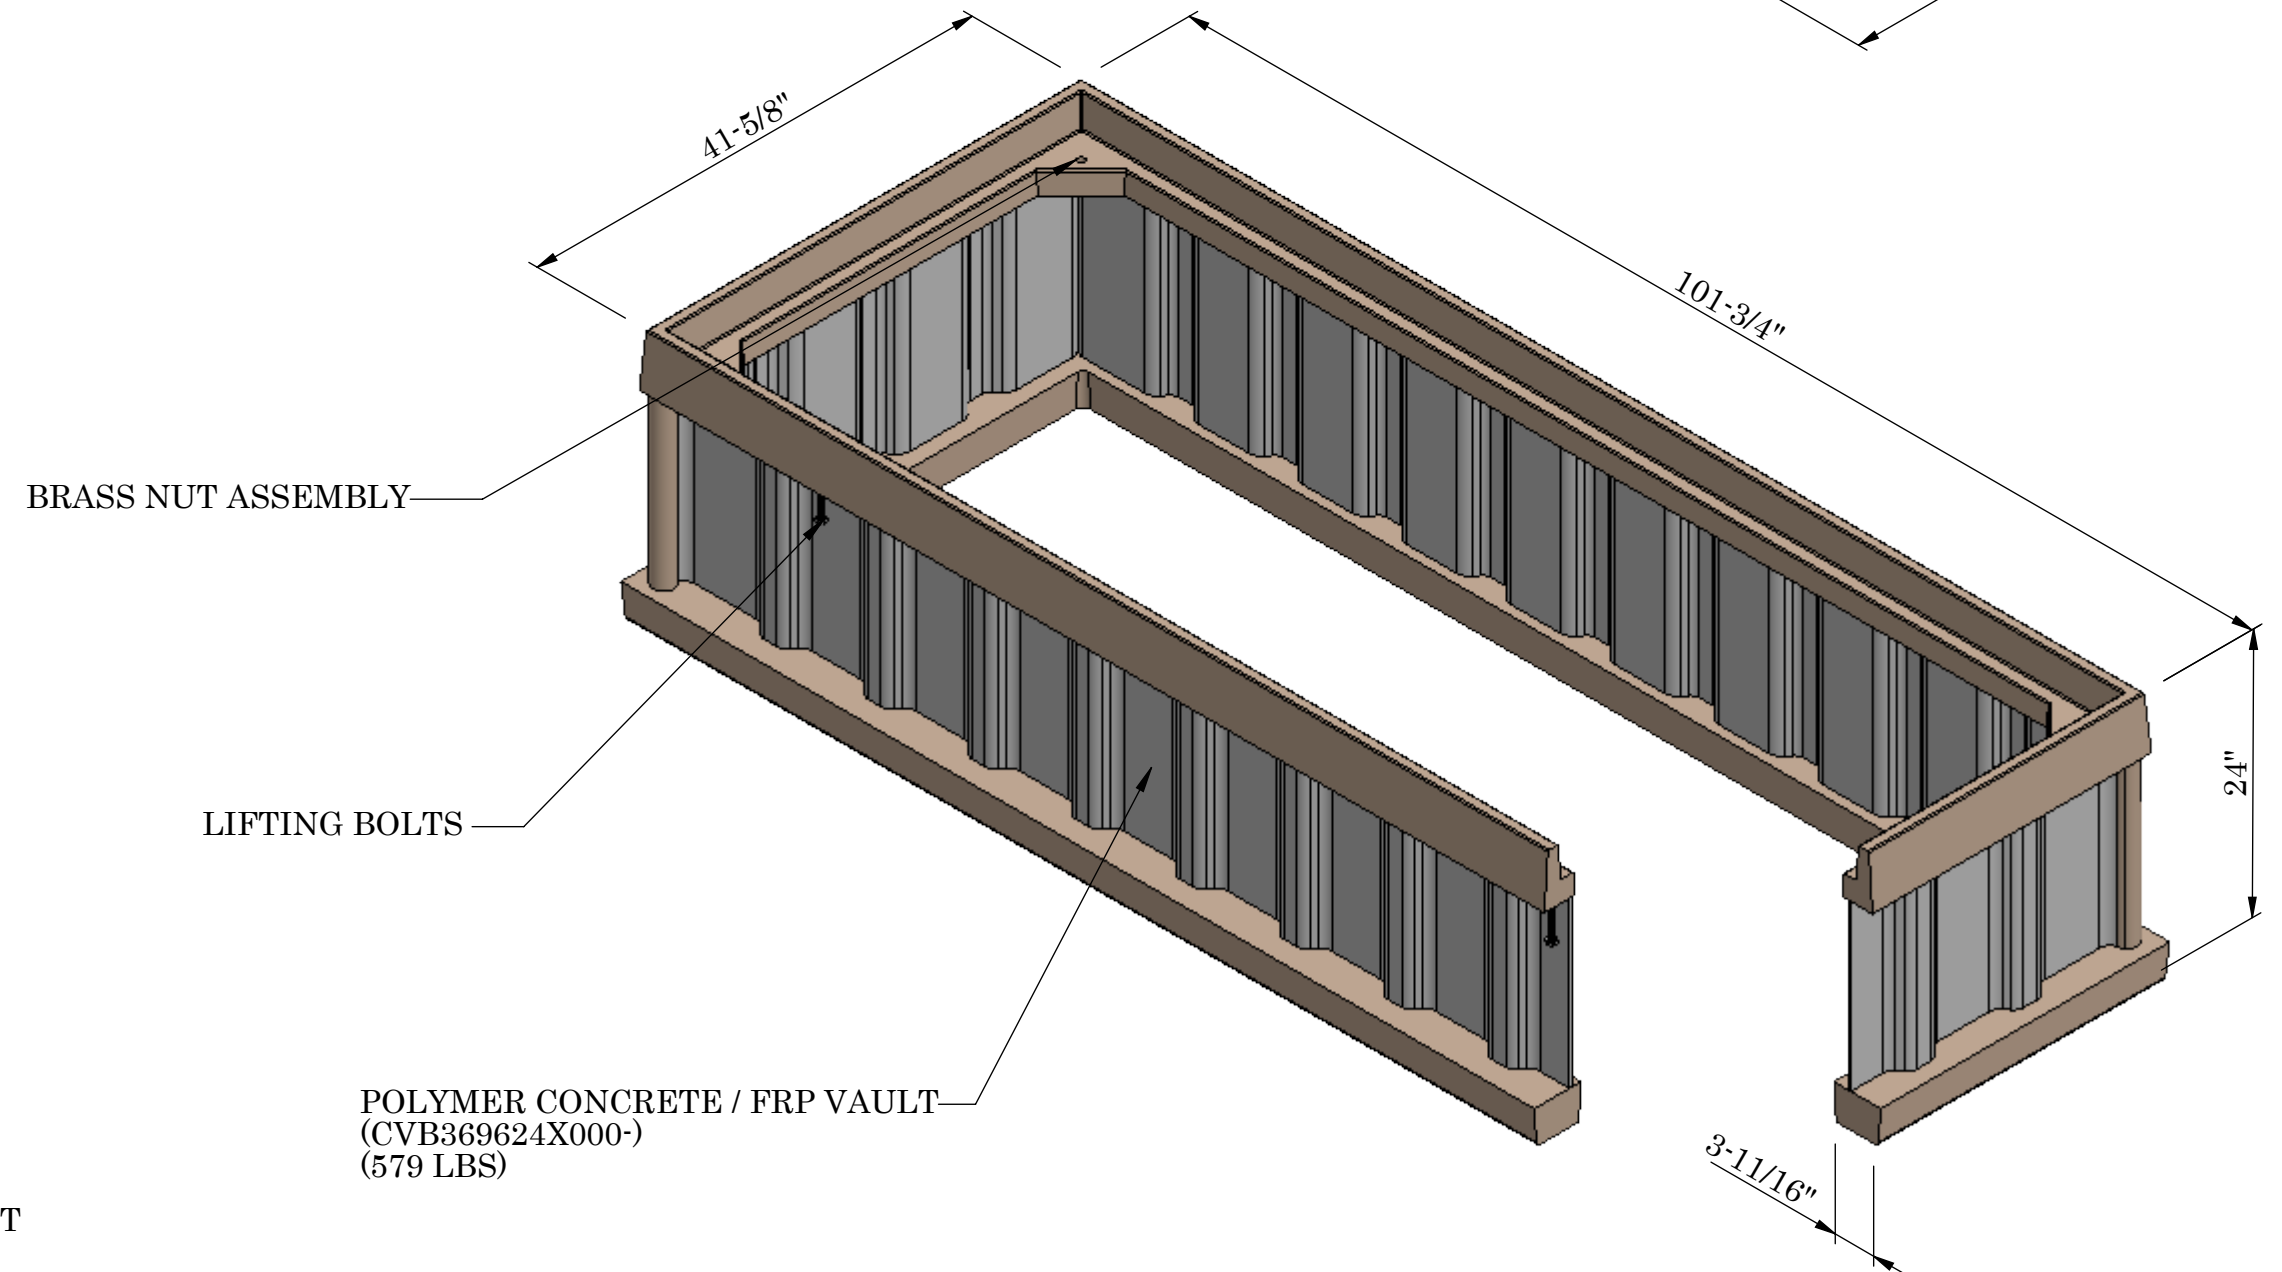 41-5/8"
101-3/4"
BRASS NUT ASSEMBLY
24"
LIFTING BOLTS
POLYMER CONCRETE / FRP VAULT
(CVB369624X000-)
(579 LBS)
3-11/16"
T